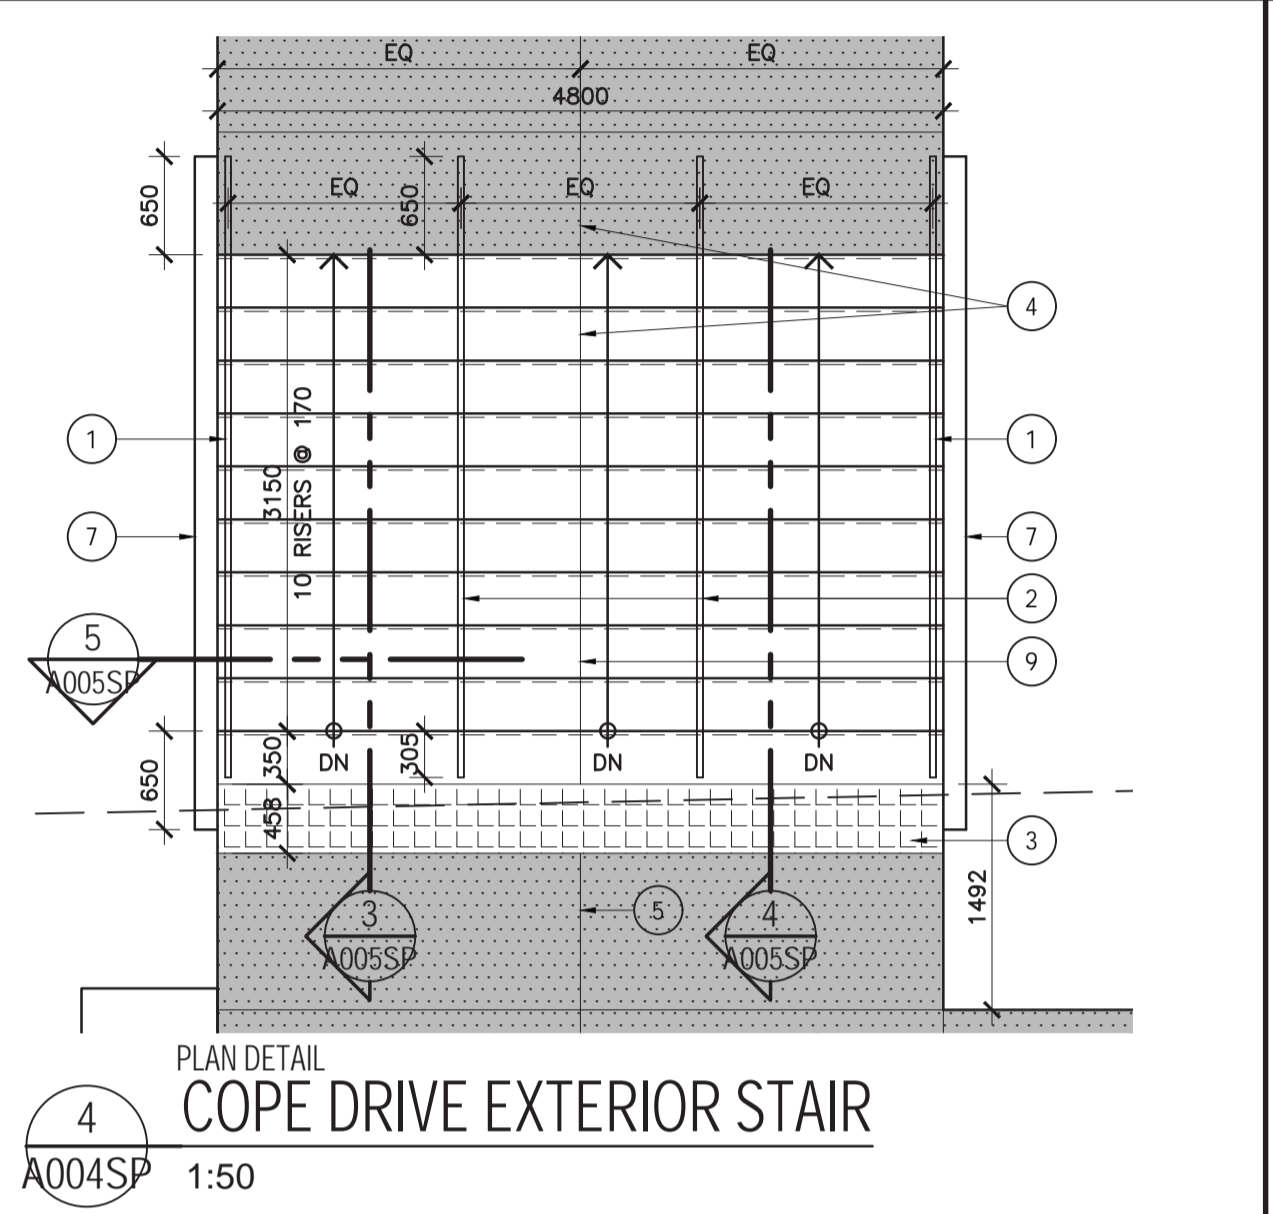 EQ EQ
4800
EQ EQ EQ
650 650
4
10 RISERS @ 170
3150
1 1
7 7
2
5
A005SP
9
DN DN DN
650 350 305
458
3
1492
5
3
A005SP
4
A005SP
PLAN DETAIL
COPE DRIVE EXTERIOR STAIR
4
A004SP
1:50